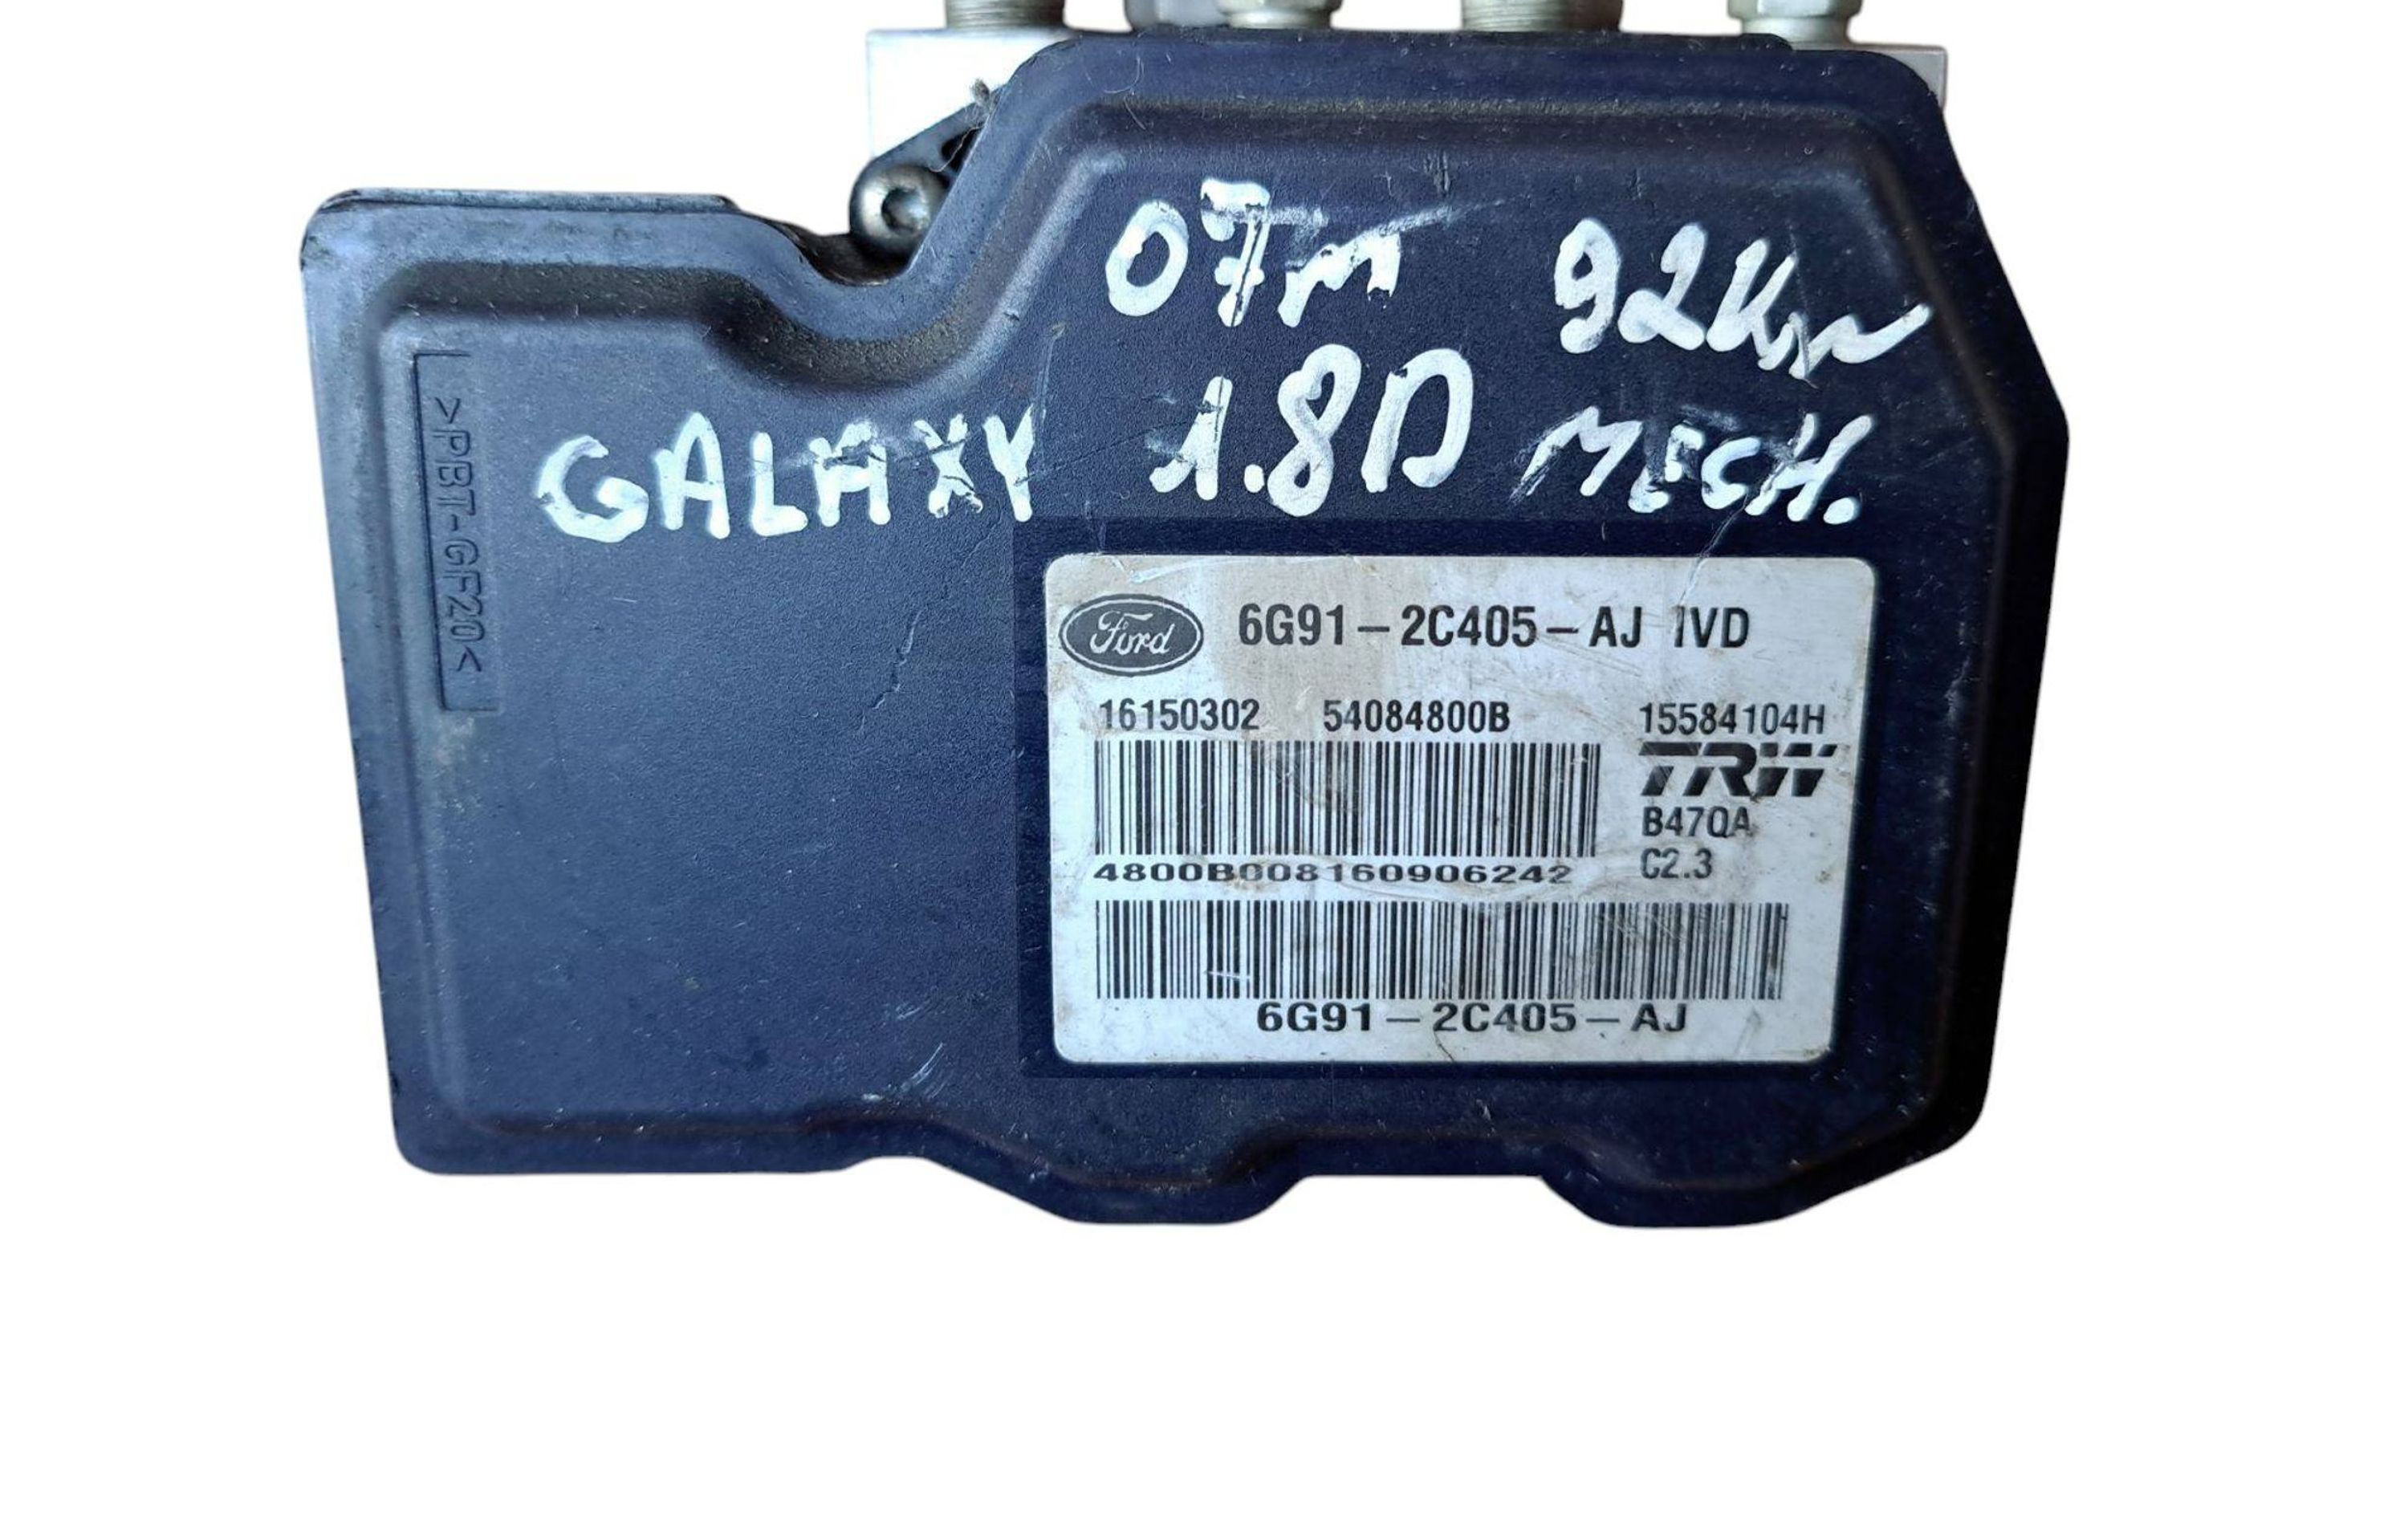 07m 92Kw
GALAXY 1.8D MECH.
>PBT-GF20<
Ford 6G91-2C405-AJ IVD
16150302 54084800B 15584104H
TRW
B47QA
4800B008160906242 C2.3
6G91-2C405-AJ